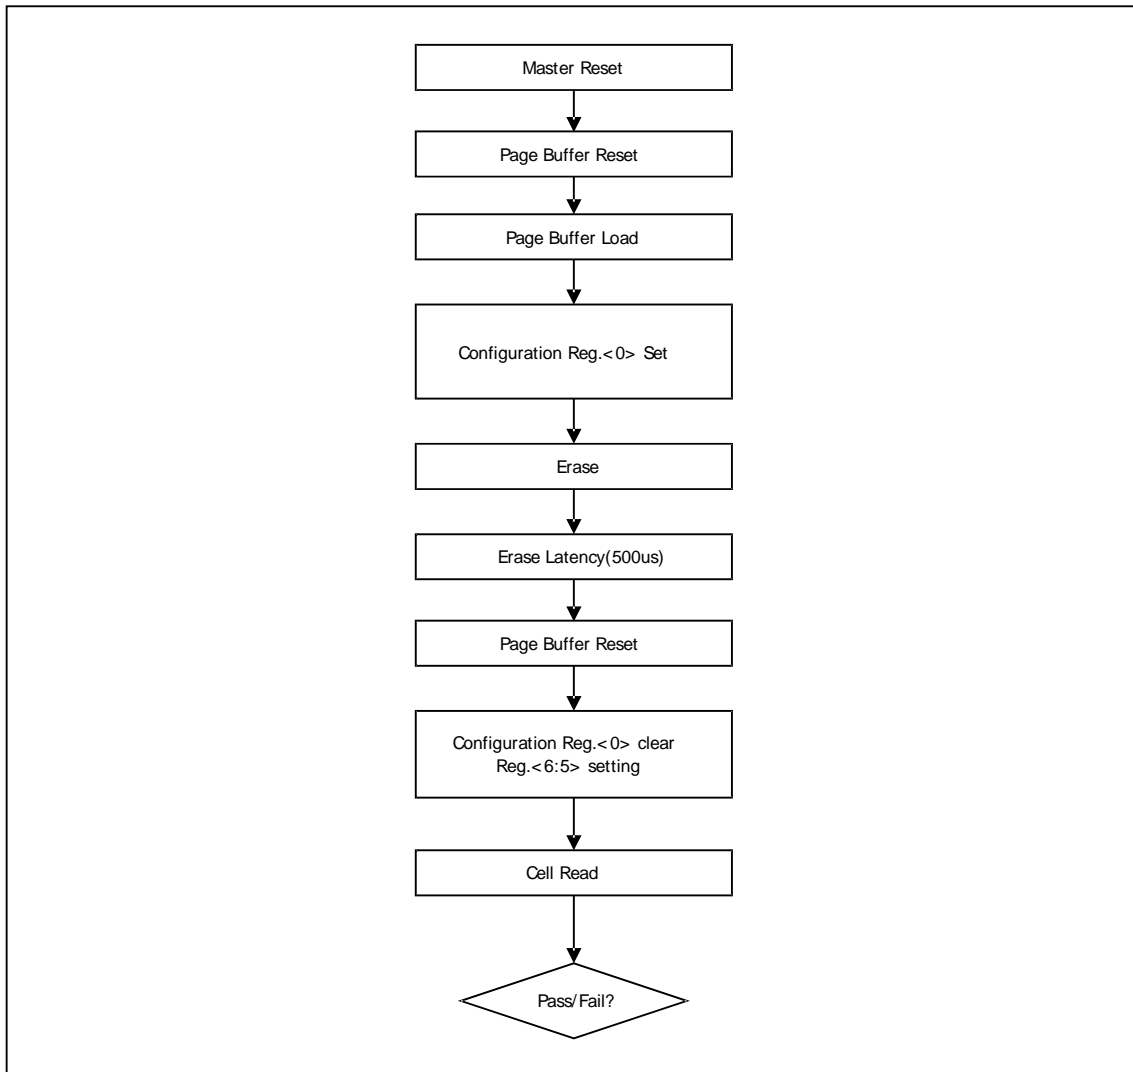 Master Reset
Page Buffer Reset
Page Buffer Load
Configuration Reg.<0> Set
Erase
Erase Latency(500us)
Page Buffer Reset
Configuration Reg.<0> clear
Reg.<6:5> setting
Cell Read
Pass/Fail?